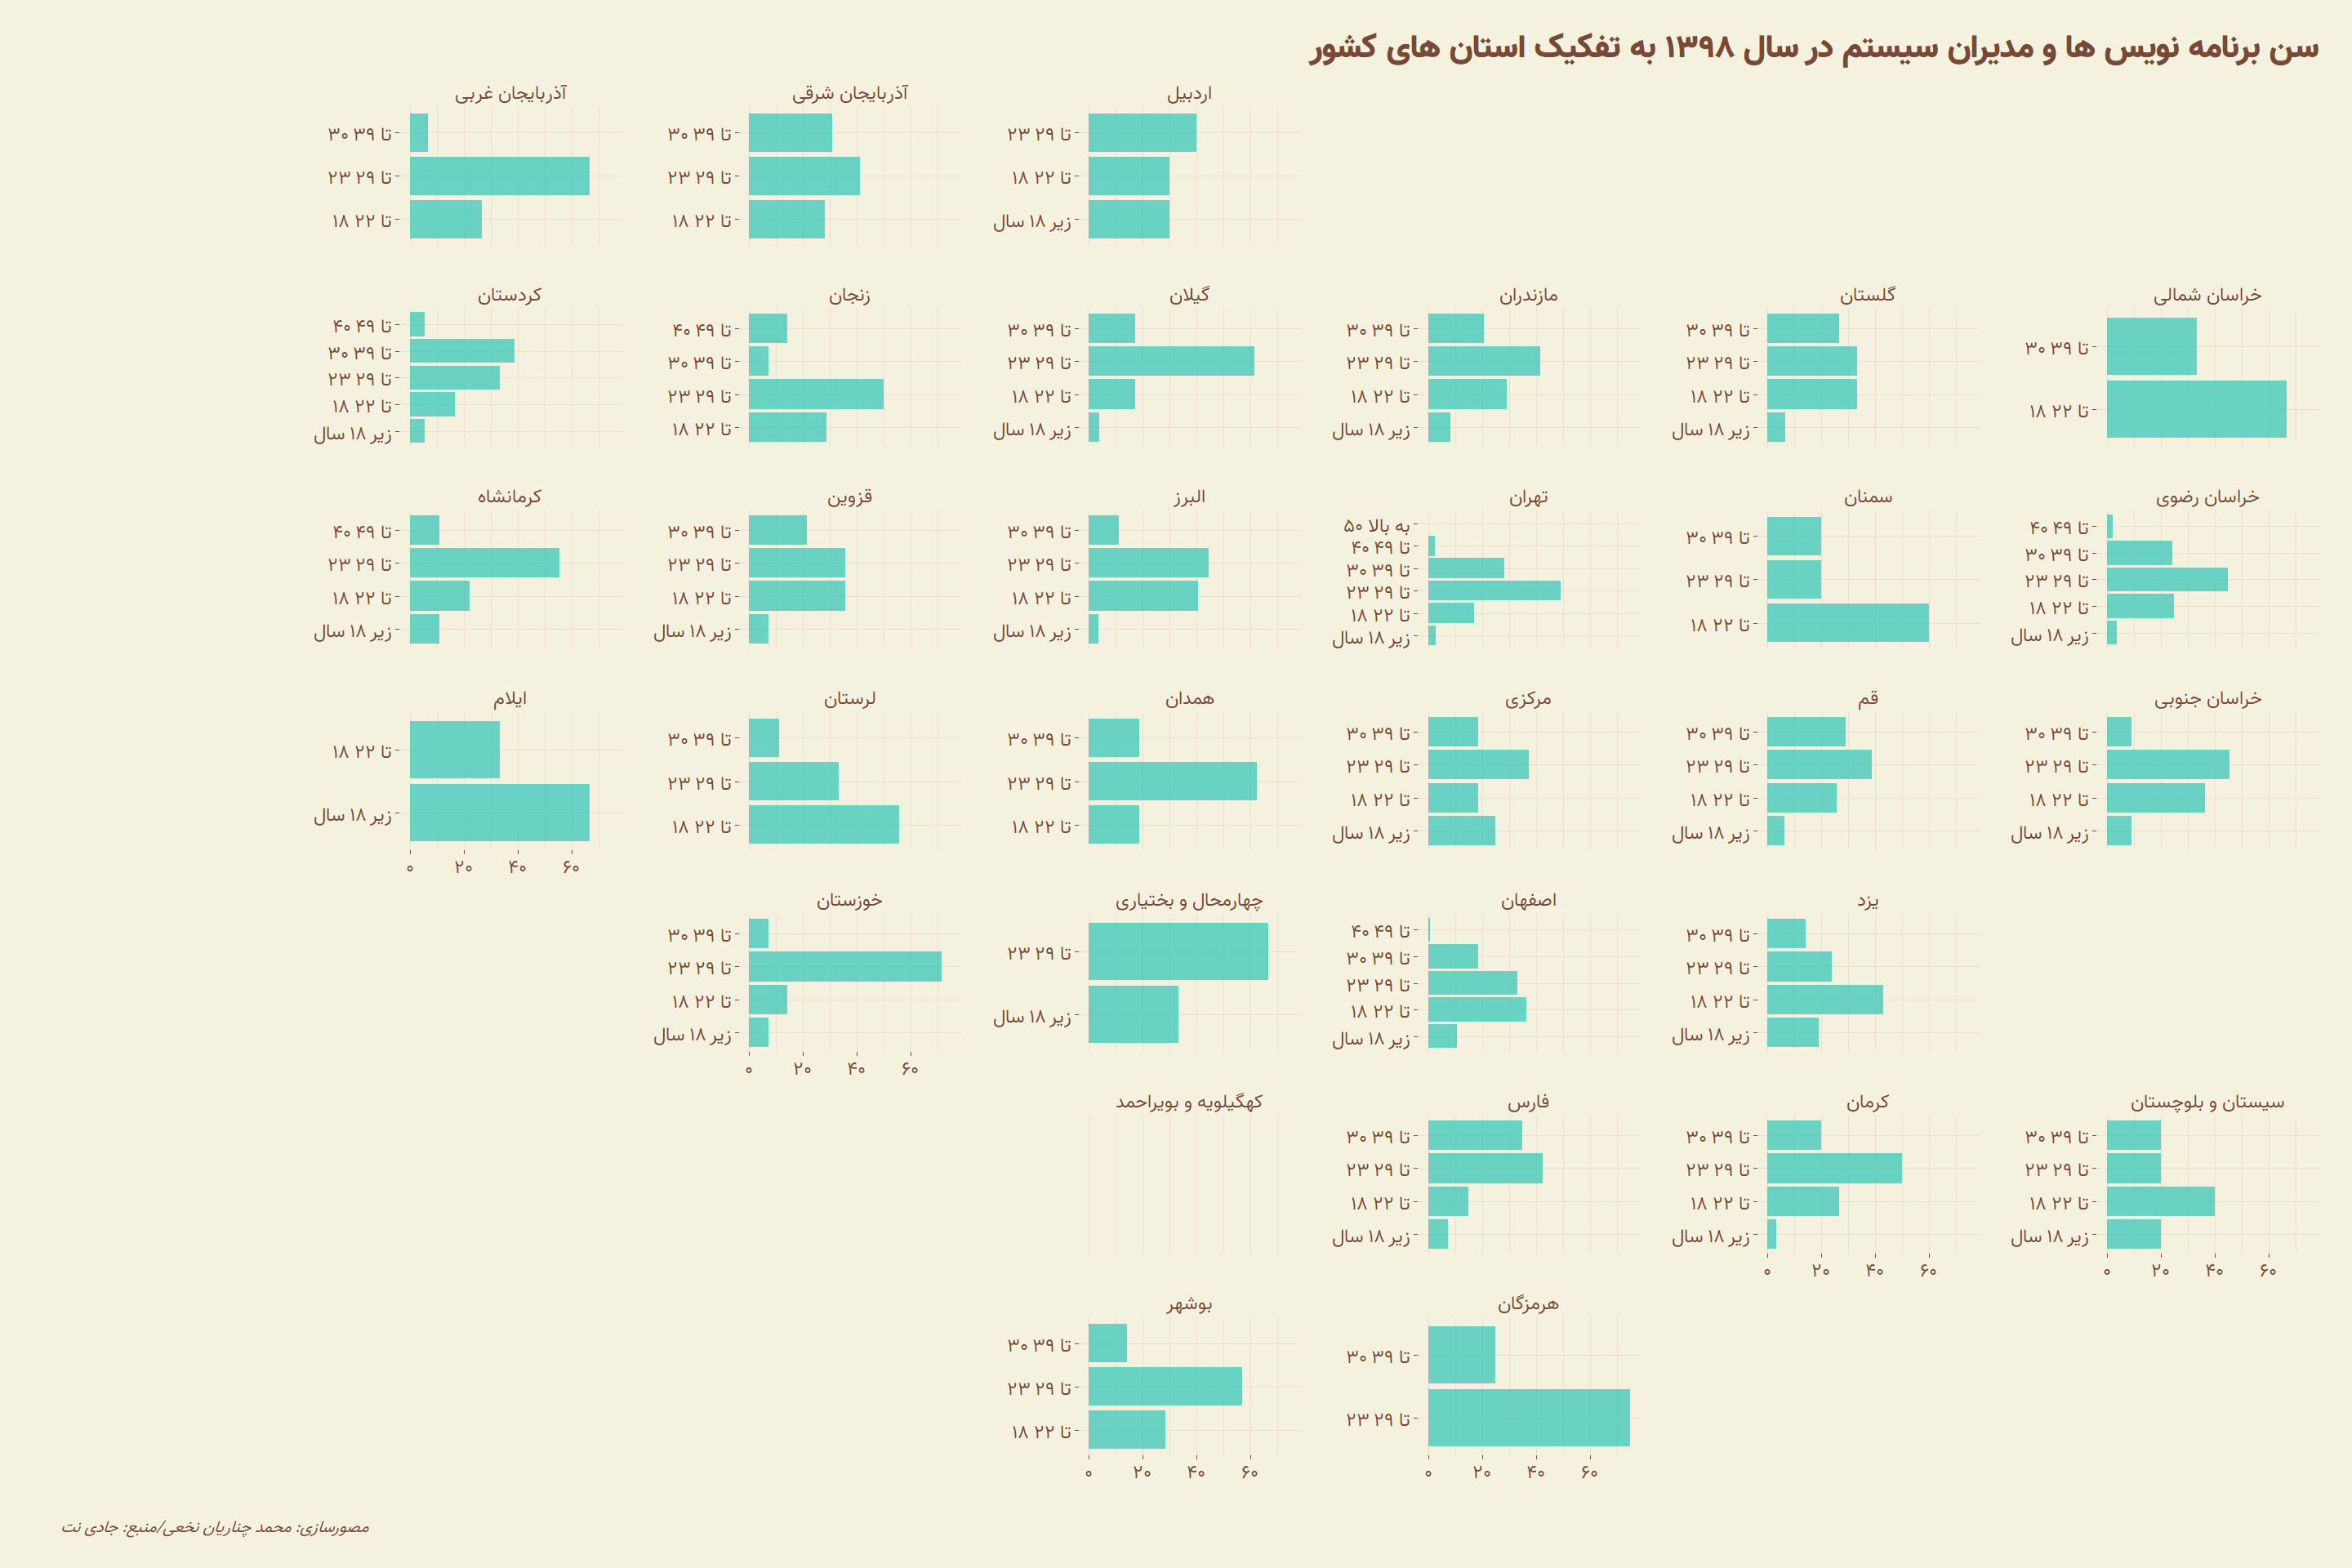 سن برنامه نویس ها و مدیران سیستم در سال ۱۳۹۸ به تفکیک استان های کشور
اردبیل
تا ۲۹ ۲۳
تا ۲۲ ۱۸
زیر ۱۸ سال
آذربایجان شرقی
تا ۳۹ ۳۰
تا ۲۹ ۲۳
تا ۲۲ ۱۸
آذربایجان غربی
تا ۳۹ ۳۰
تا ۲۹ ۲۳
تا ۲۲ ۱۸
خراسان شمالی
تا ۳۹ ۳۰
تا ۲۲ ۱۸
گلستان
تا ۳۹ ۳۰
تا ۲۹ ۲۳
تا ۲۲ ۱۸
زیر ۱۸ سال
مازندران
تا ۳۹ ۳۰
تا ۲۹ ۲۳
تا ۲۲ ۱۸
زیر ۱۸ سال
گیلان
تا ۳۹ ۳۰
تا ۲۹ ۲۳
تا ۲۲ ۱۸
زیر ۱۸ سال
زنجان
تا ۴۹ ۴۰
تا ۳۹ ۳۰
تا ۲۹ ۲۳
تا ۲۲ ۱۸
کردستان
تا ۴۹ ۴۰
تا ۳۹ ۳۰
تا ۲۹ ۲۳
تا ۲۲ ۱۸
زیر ۱۸ سال
خراسان رضوی
تا ۴۹ ۴۰
تا ۳۹ ۳۰
تا ۲۹ ۲۳
تا ۲۲ ۱۸
زیر ۱۸ سال
سمنان
تا ۳۹ ۳۰
تا ۲۹ ۲۳
تا ۲۲ ۱۸
تهران
به بالا ۵۰
تا ۴۹ ۴۰
تا ۳۹ ۳۰
تا ۲۹ ۲۳
تا ۲۲ ۱۸
زیر ۱۸ سال
البرز
تا ۳۹ ۳۰
تا ۲۹ ۲۳
تا ۲۲ ۱۸
زیر ۱۸ سال
قزوین
تا ۳۹ ۳۰
تا ۲۹ ۲۳
تا ۲۲ ۱۸
زیر ۱۸ سال
کرمانشاه
تا ۴۹ ۴۰
تا ۲۹ ۲۳
تا ۲۲ ۱۸
زیر ۱۸ سال
خراسان جنوبی
تا ۳۹ ۳۰
تا ۲۹ ۲۳
تا ۲۲ ۱۸
زیر ۱۸ سال
قم
تا ۳۹ ۳۰
تا ۲۹ ۲۳
تا ۲۲ ۱۸
زیر ۱۸ سال
مرکزی
تا ۳۹ ۳۰
تا ۲۹ ۲۳
تا ۲۲ ۱۸
زیر ۱۸ سال
همدان
تا ۳۹ ۳۰
تا ۲۹ ۲۳
تا ۲۲ ۱۸
لرستان
تا ۳۹ ۳۰
تا ۲۹ ۲۳
تا ۲۲ ۱۸
ایلام
تا ۲۲ ۱۸
زیر ۱۸ سال
۰ ۲۰ ۴۰ ۶۰
یزد
تا ۳۹ ۳۰
تا ۲۹ ۲۳
تا ۲۲ ۱۸
زیر ۱۸ سال
اصفهان
تا ۴۹ ۴۰
تا ۳۹ ۳۰
تا ۲۹ ۲۳
تا ۲۲ ۱۸
زیر ۱۸ سال
چهارمحال و بختیاری
تا ۲۹ ۲۳
زیر ۱۸ سال
خوزستان
تا ۳۹ ۳۰
تا ۲۹ ۲۳
تا ۲۲ ۱۸
زیر ۱۸ سال
۰ ۲۰ ۴۰ ۶۰
سیستان و بلوچستان
تا ۳۹ ۳۰
تا ۲۹ ۲۳
تا ۲۲ ۱۸
زیر ۱۸ سال
۰ ۲۰ ۴۰ ۶۰
کرمان
تا ۳۹ ۳۰
تا ۲۹ ۲۳
تا ۲۲ ۱۸
زیر ۱۸ سال
۰ ۲۰ ۴۰ ۶۰
فارس
تا ۳۹ ۳۰
تا ۲۹ ۲۳
تا ۲۲ ۱۸
زیر ۱۸ سال
کهگیلویه و بویراحمد
هرمزگان
تا ۳۹ ۳۰
تا ۲۹ ۲۳
۰ ۲۰ ۴۰ ۶۰
بوشهر
تا ۳۹ ۳۰
تا ۲۹ ۲۳
تا ۲۲ ۱۸
۰ ۲۰ ۴۰ ۶۰
مصورسازی: محمد چناریان نخعی/منبع: جادی نت